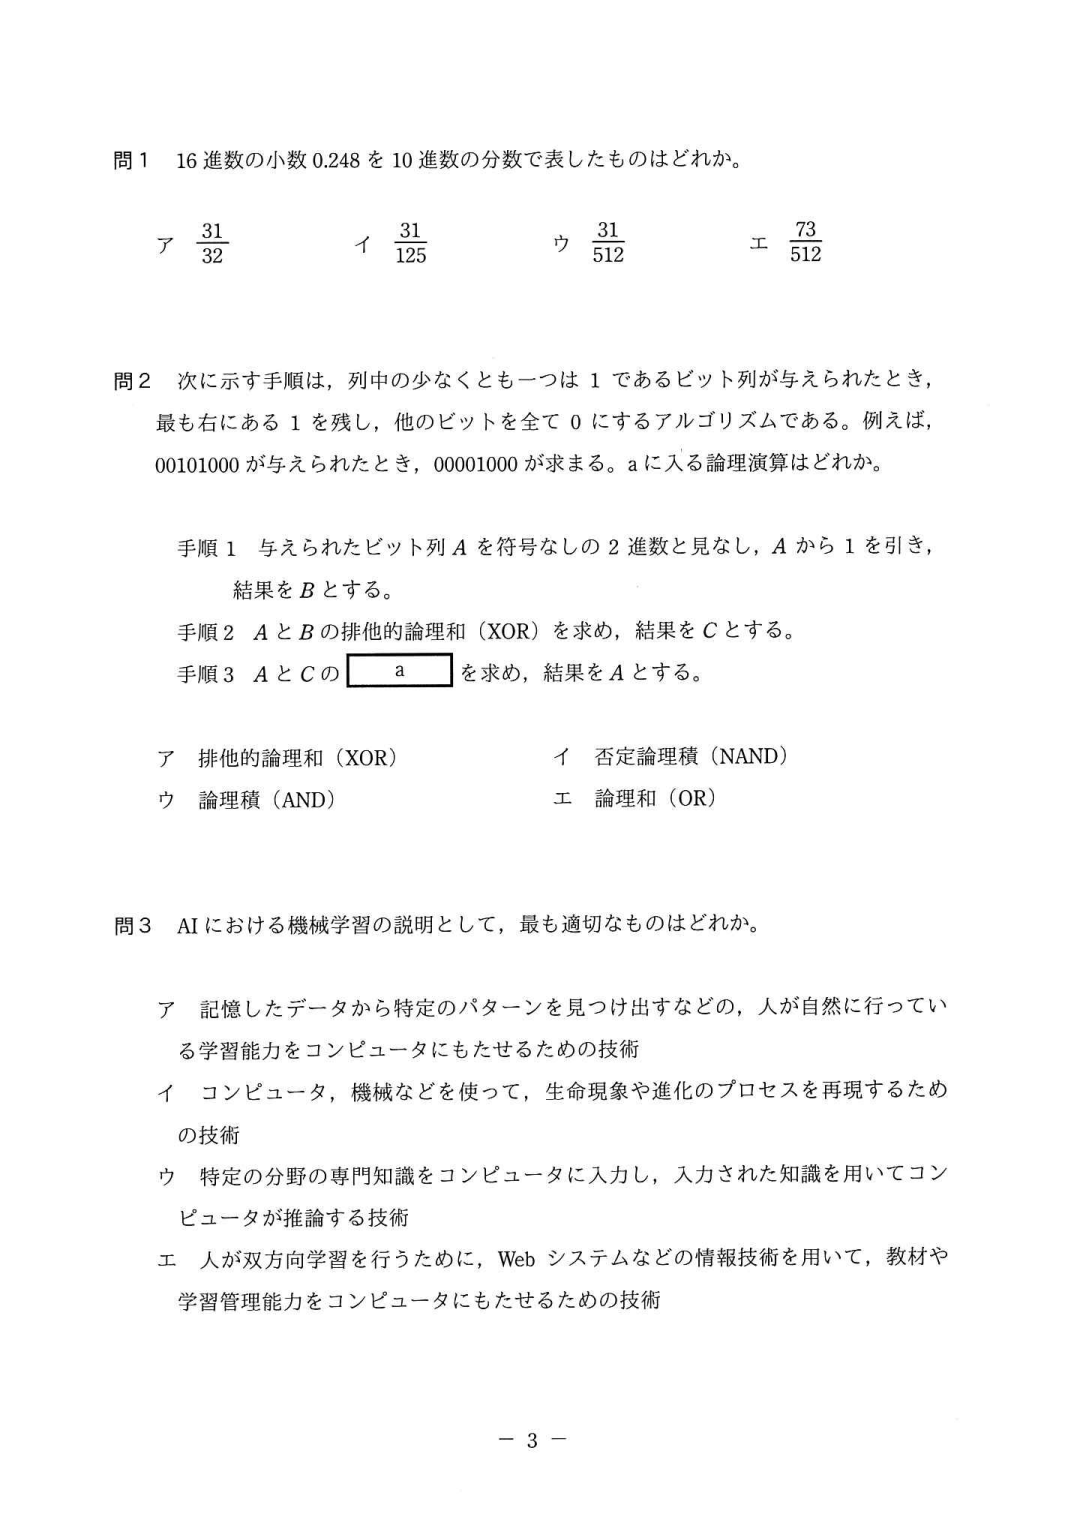 問1 16進数の小数0.248を10進数の分数で表したものはどれか。
ア 31/32 イ 31/125 ウ 31/512 エ 73/512
問2 次に示す手順は，列中の少なくとも一つは 1 であるビット列が与えられたとき，
最も右にある 1 を残し，他のビットを全て 0 にするアルゴリズムである。例えば，
00101000 が与えられたとき，00001000 が求まる。a に入る論理演算はどれか。
手順1 与えられたビット列 A を符号なしの 2 進数と見なし，A から 1 を引き，
結果を B とする。
手順2 A と B の排他的論理和（XOR）を求め，結果を C とする。
手順3 A と C の a を求め，結果を A とする。
ア 排他的論理和（XOR） イ 否定論理積（NAND）
ウ 論理積（AND） エ 論理和（OR）
問3 AI における機械学習の説明として，最も適切なものはどれか。
ア 記憶したデータから特定のパターンを見つけ出すなどの，人が自然に行ってい
る学習能力をコンピュータにもたせるための技術
イ コンピュータ，機械などを使って，生命現象や進化のプロセスを再現するため
の技術
ウ 特定の分野の専門知識をコンピュータに入力し，入力された知識を用いてコン
ピュータが推論する技術
エ 人が双方向学習を行うために，Web システムなどの情報技術を用いて，教材や
学習管理能力をコンピュータにもたせるための技術
－ 3 －